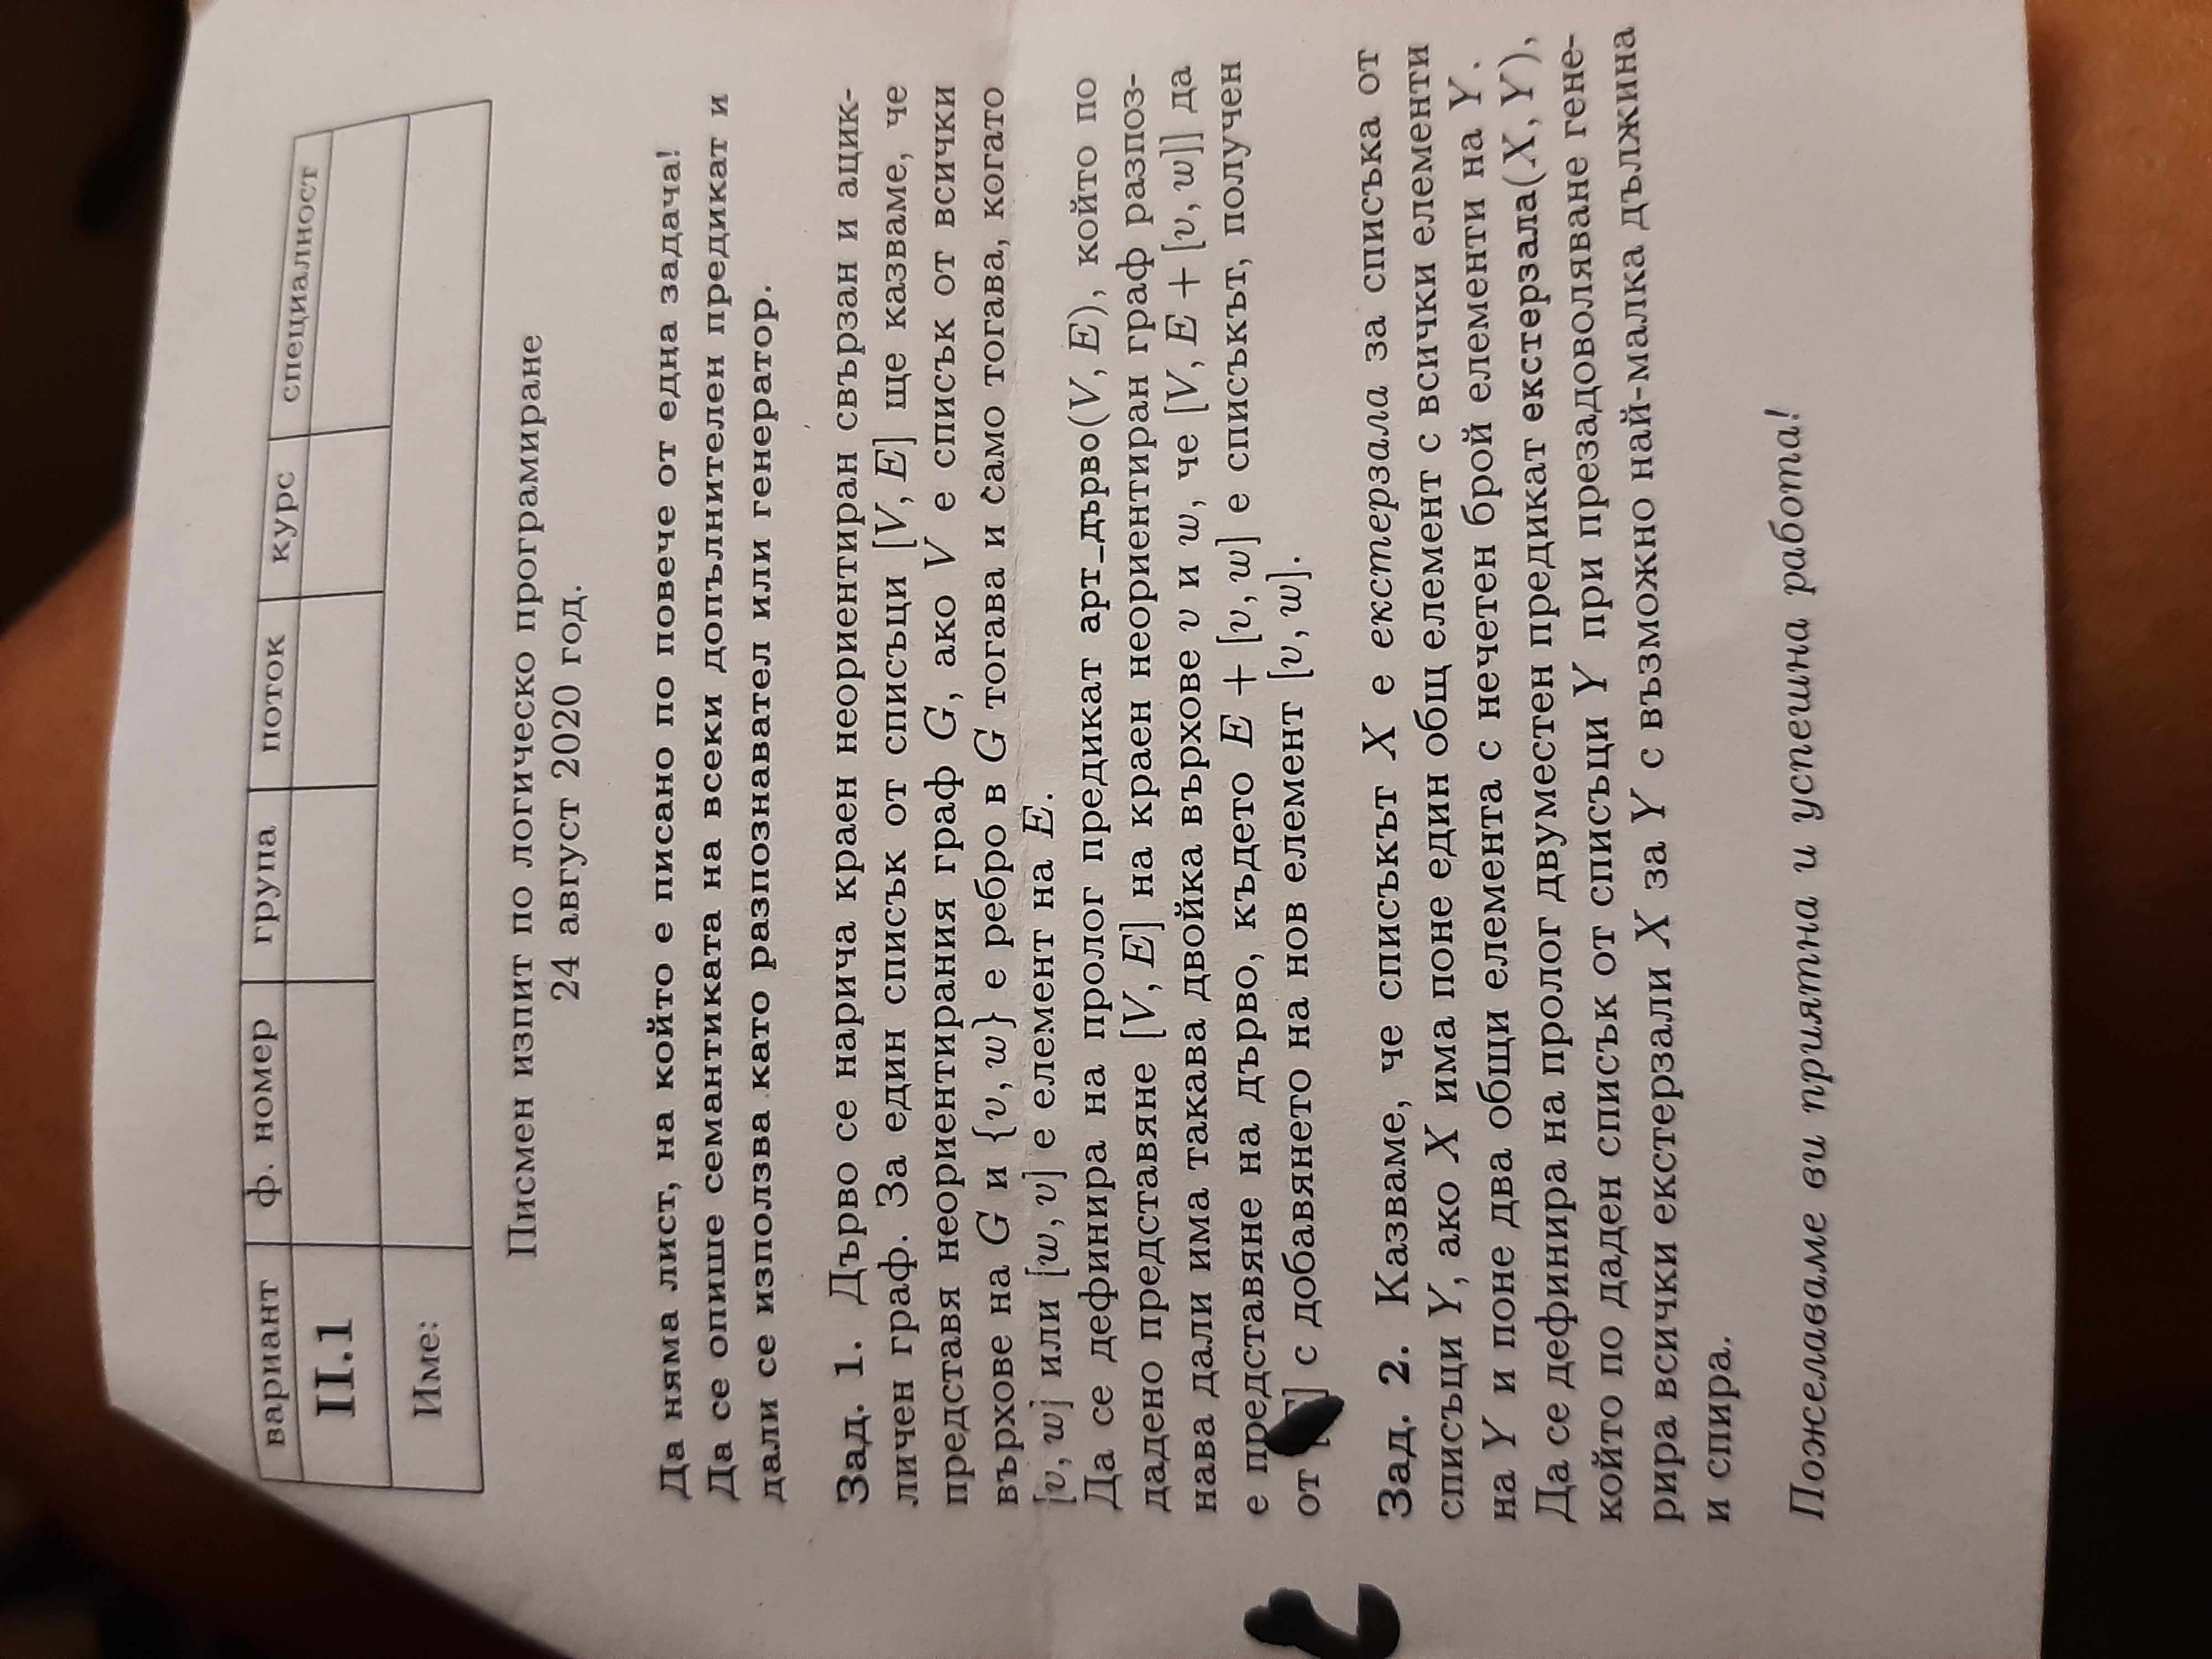 вариант ф. номер група поток курс специалност
II.1
Име:
Писмен изпит по логическо програмиране
24 август 2020 год.
Да няма лист, на който е писано по повече от една задача!
Да се опише семантиката на всеки допълнителен предикат и
дали се използва като разпознавател или генератор.
Зад. 1. Дърво се нарича краен неориентиран свързан и ацик-
личен граф. За един списък от списъци [V, E] ще казваме, че
представя неориентирания граф G, ако V е списък от всички
върхове на G и {v, w} е ребро в G тогава и само тогава, когато
[v, w] или [w, v] е елемент на E.
Да се дефинира на пролог предикат арт_дърво(V, E), който по
дадено представяне [V, E] на краен неориентиран граф разпоз-
нава дали има такава двойка върхове v и w, че [V, E + [v, w]] да
е представяне на дърво, където E + [v, w] е списъкът, получен
от с добавянето на нов елемент [v, w].
Зад. 2. Казваме, че списъкът X е екстерзала за списъка от
списъци Y, ако X има поне един общ елемент с всички елементи
на Y и поне два общи елемента с нечетен брой елементи на Y.
Да се дефинира на пролог двуместен предикат екстерзала(X, Y),
който по даден списък от списъци Y при презадоволяване гене-
рира всички екстерзали X за Y с възможно най-малка дължина
и спира.
Пожелаваме ви приятна и успешна работа!